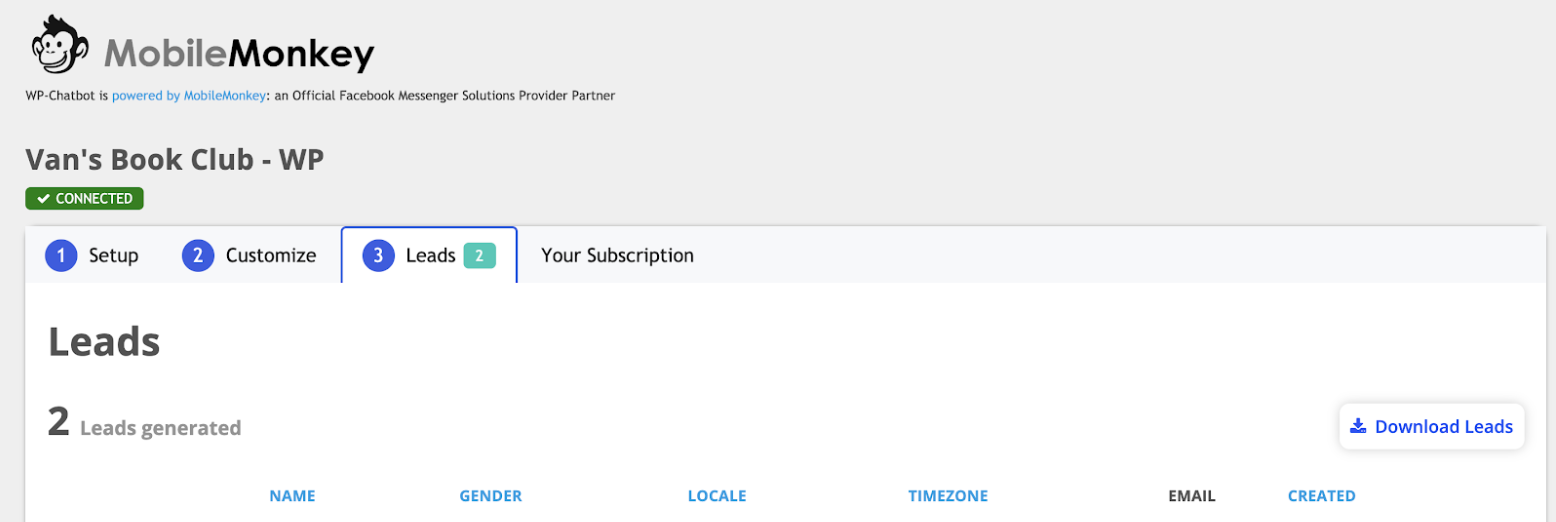 MobileMonkey
WP-Chatbot is powered by MobileMonkey: an Official Facebook Messenger Solutions Provider Partner
Van's Book Club - WP
CONNECTED
1 Setup 2 Customize 3 Leads 2 Your Subscription
Leads
2 Leads generated
Download Leads
NAME GENDER LOCALE TIMEZONE EMAIL CREATED